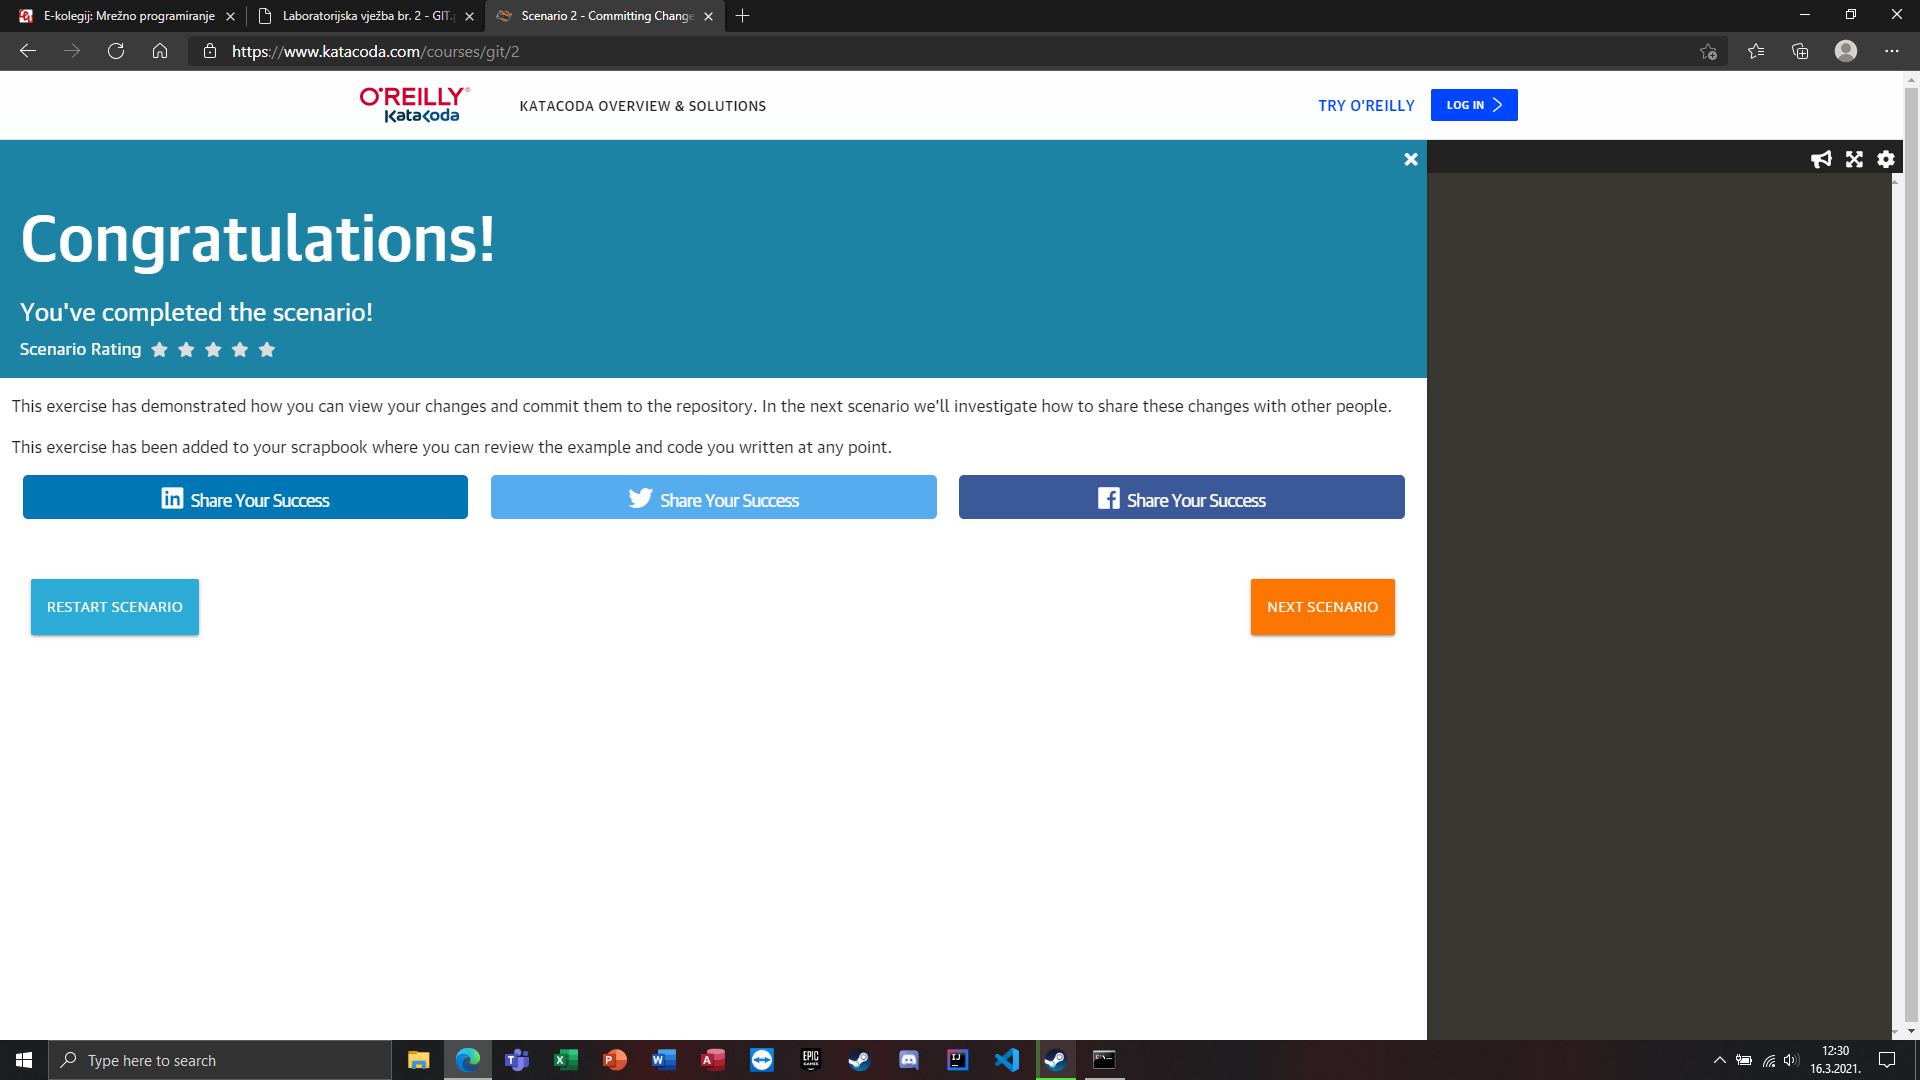 E-kolegij: Mrežno programiranje
Laboratorijska vježba br. 2 - GIT.p
Scenario 2 - Committing Change
https://www.katacoda.com/courses/git/2
O'REILLY®
KataKoda
KATACODA OVERVIEW & SOLUTIONS
TRY O'REILLY
LOG IN
Congratulations!
You've completed the scenario!
Scenario Rating
This exercise has demonstrated how you can view your changes and commit them to the repository. In the next scenario we'll investigate how to share these changes with other people.
This exercise has been added to your scrapbook where you can review the example and code you written at any point.
in Share Your Success
Share Your Success
Share Your Success
RESTART SCENARIO
NEXT SCENARIO
Type here to search
EPIC
GAMES
12:30
16.3.2021.